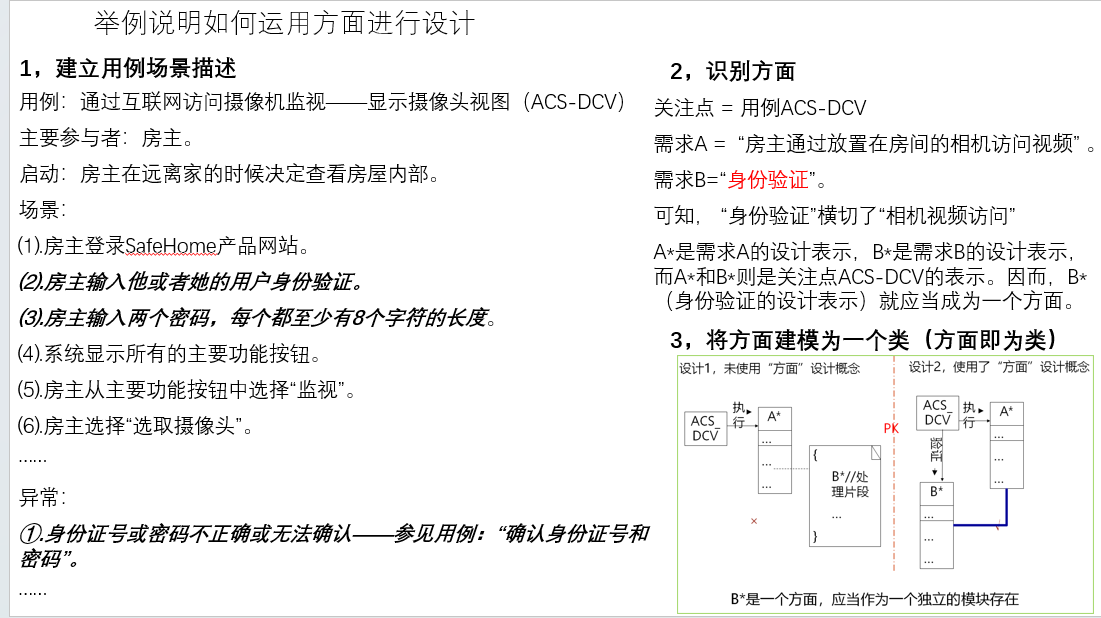 举例说明如何运用方面进行设计
1，建立用例场景描述
用例：通过互联网访问摄像机监视——显示摄像头视图（ACS-DCV）
主要参与者：房主。
启动：房主在远离家的时候决定查看房屋内部。
场景：
(1).房主登录SafeHome产品网站。
(2).房主输入他或者她的用户身份验证。
(3).房主输入两个密码，每个都至少有8个字符的长度。
(4).系统显示所有的主要功能按钮。
(5).房主从主要功能按钮中选择“监视”。
(6).房主选择“选取摄像头”。
……
异常：
①.身份证号或密码不正确或无法确认——参见用例：“确认身份证号和
密码”。
……
2，识别方面
关注点 = 用例ACS-DCV
需求A =“房主通过放置在房间的相机访问视频”。
需求B=“身份验证”。
可知，“身份验证”横切了“相机视频访问”
A*是需求A的设计表示，B*是需求B的设计表示，
而A*和B*则是关注点ACS-DCV的表示。因而，B*
（身份验证的设计表示）就应当成为一个方面。
3，将方面建模为一个类（方面即为类）
设计1，未使用“方面”设计概念
ACS_
DCV
执
行
A*
...
...
...
{
B*//处
理片段
...
}
×
PK
设计2，使用了“方面”设计概念
ACS_
DCV
执
行
A*
...
...
...
验证
B*
...
...
...
√
B*是一个方面，应当作为一个独立的模块存在